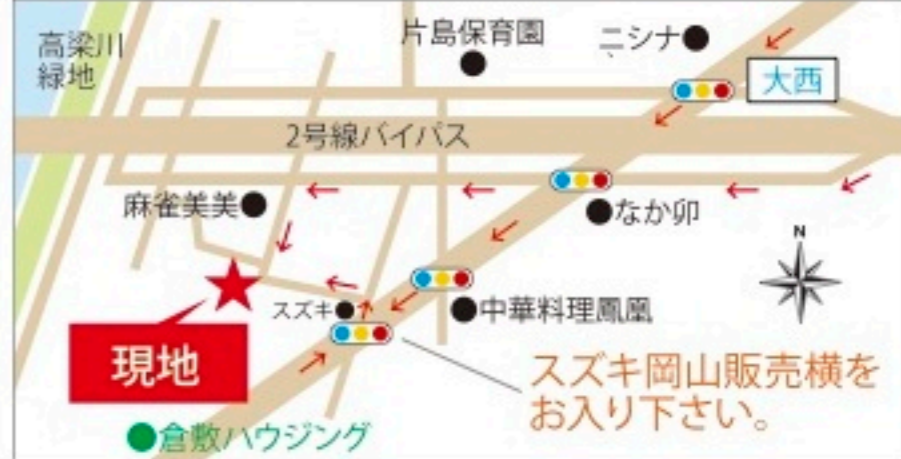 高梁川
緑地
片島保育園
ニシナ
大西
2号線バイパス
麻雀美美
なか卯
N
スズキ
中華料理鳳凰
現地
スズキ岡山販売横を
お入り下さい。
倉敷ハウジング